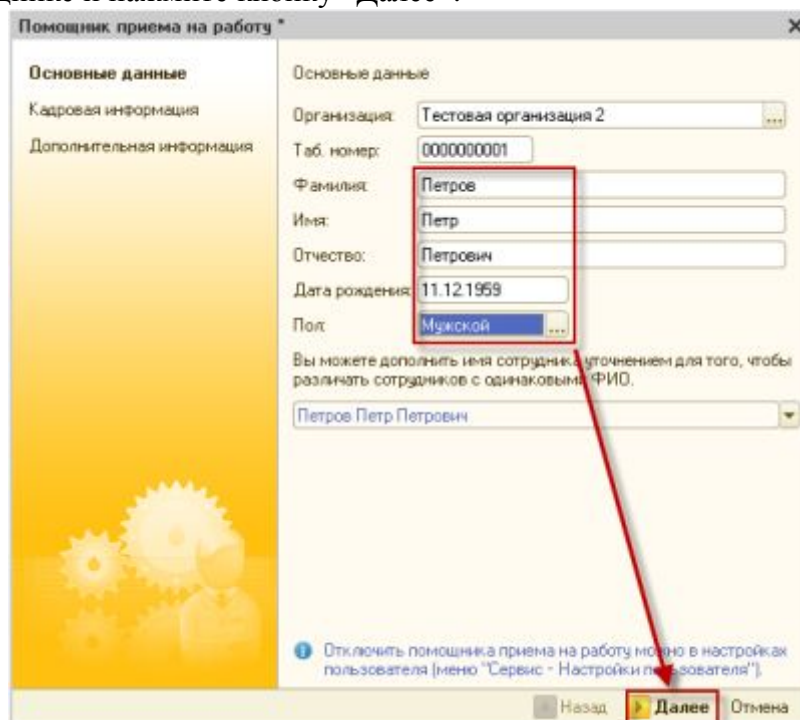 нажмите кнопку "Далее".
Помощник приема на работу *
Основные данные
Кадровая информация
Дополнительная информация
Основные данные
Организация: Тестовая организация 2 ...
Таб. номер: 0000000001
Фамилия: Петров
Имя: Петр
Отчество: Петрович
Дата рождения: 11.12.1959
Пол: Мужской ...
Вы можете дополнить имя сотрудника уточнением для того, чтобы
различать сотрудников с одинаковыми ФИО.
Петров Петр Петрович
Отключить помощника приема на работу можно в настройках
пользователя (меню "Сервис - Настройки пользователя").
Назад Далее Отмена